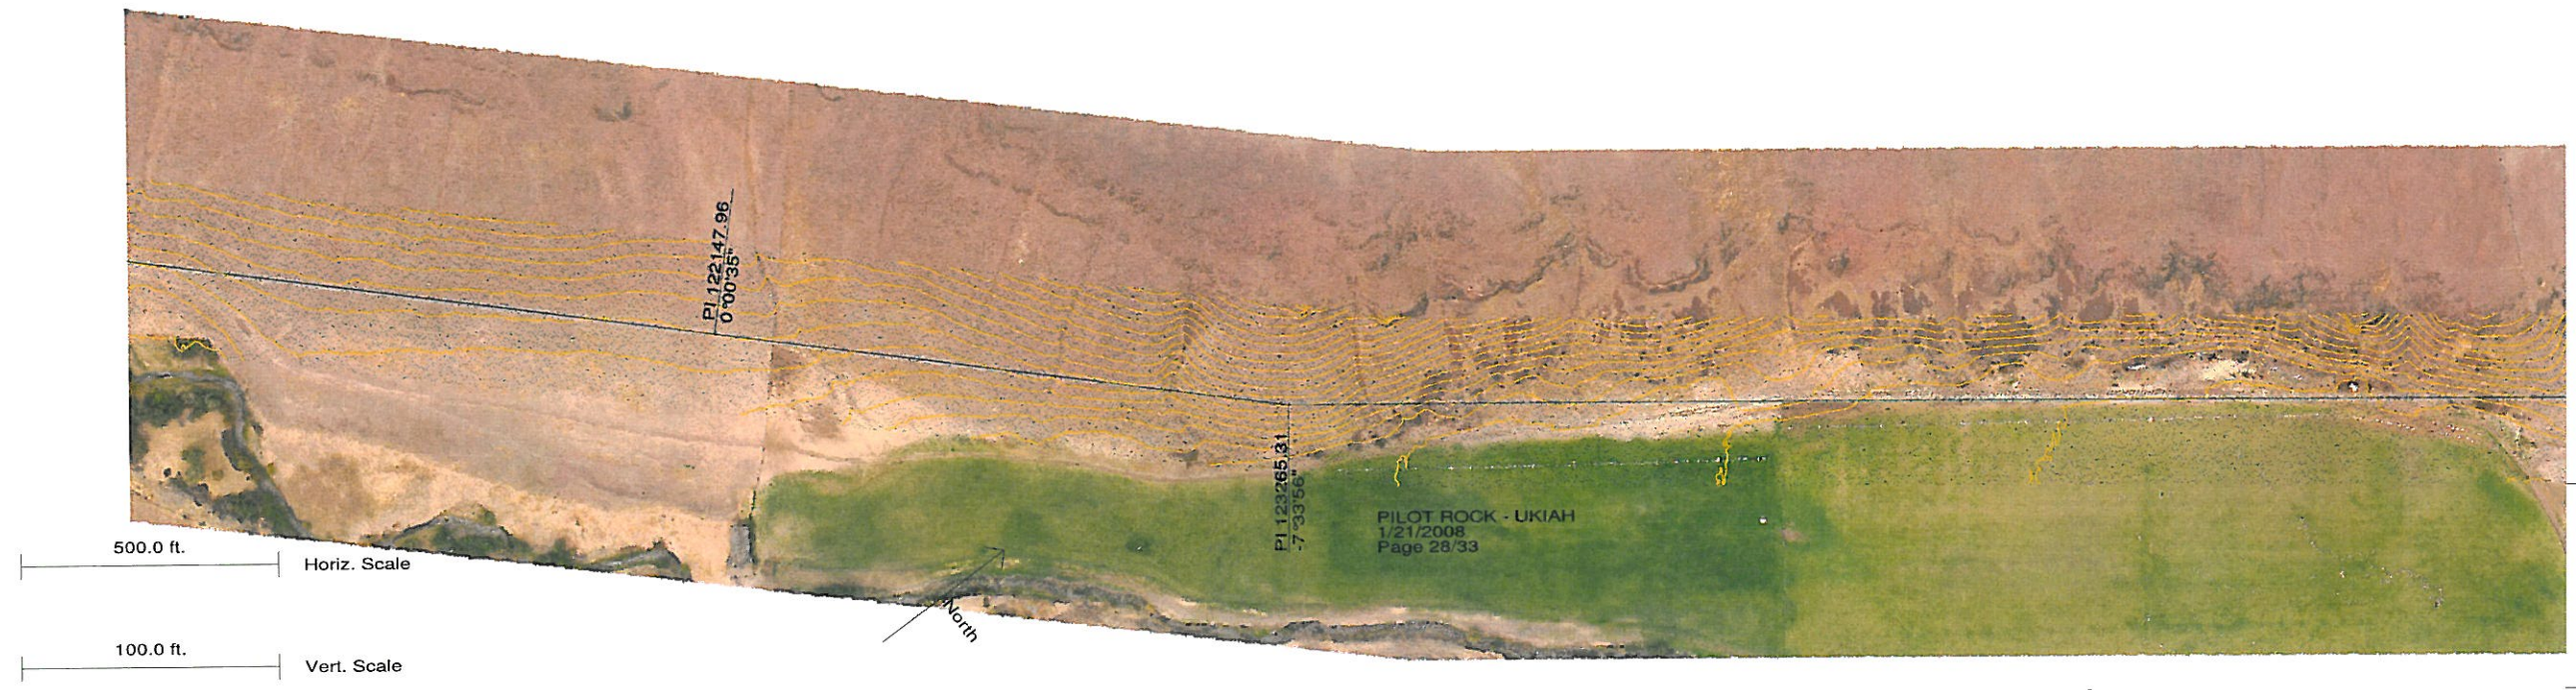 PI 122147.96
0°00'35"
PI 123265.31
-7°33'56"
PILOT ROCK - UKIAH
1/21/2008
Page 28/33
North
500.0 ft.
Horiz. Scale
100.0 ft.
Vert. Scale